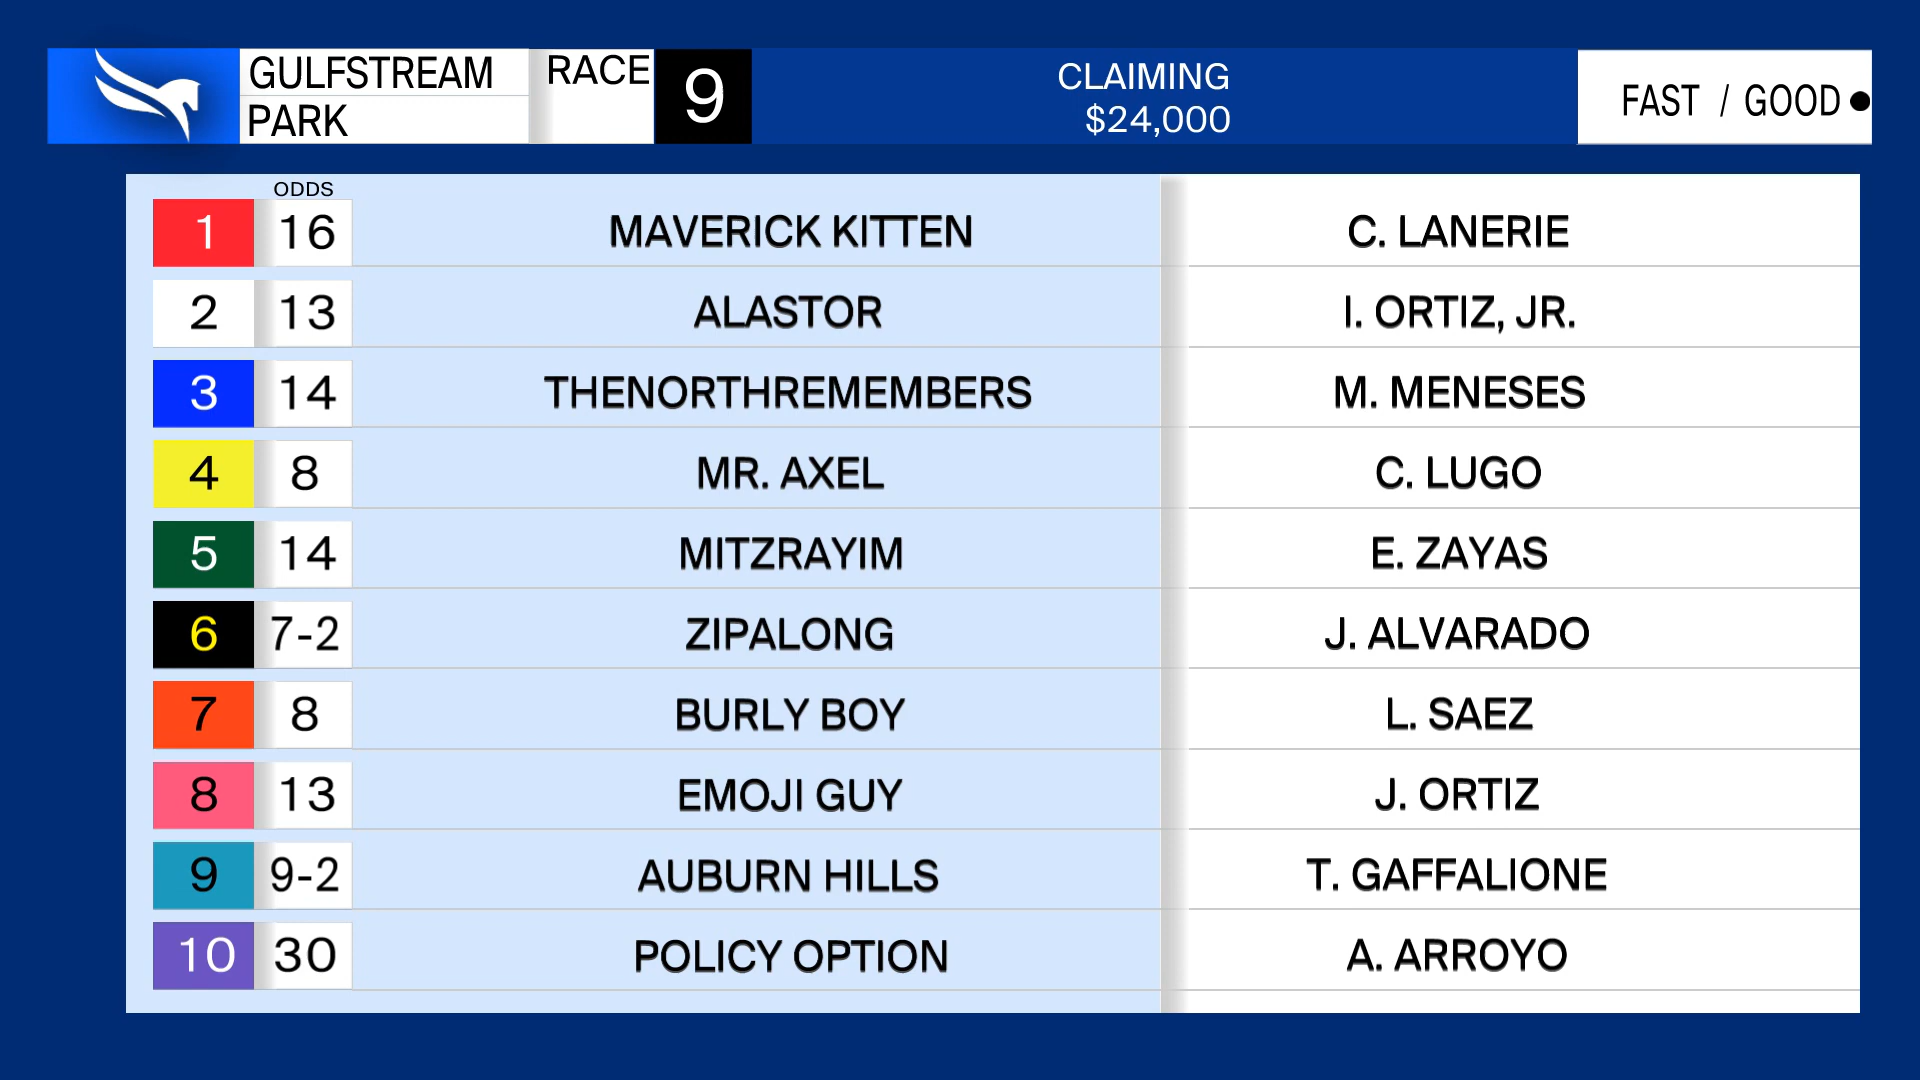 GULFSTREAM PARK
RACE 9
CLAIMING
$24,000
FAST / GOOD
ODDS
1 16 MAVERICK KITTEN C. LANERIE
2 13 ALASTOR I. ORTIZ, JR.
3 14 THENORTHREMEMBERS M. MENESES
4 8 MR. AXEL C. LUGO
5 14 MITZRAYIM E. ZAYAS
6 7-2 ZIPALONG J. ALVARADO
7 8 BURLY BOY L. SAEZ
8 13 EMOJI GUY J. ORTIZ
9 9-2 AUBURN HILLS T. GAFFALIONE
10 30 POLICY OPTION A. ARROYO